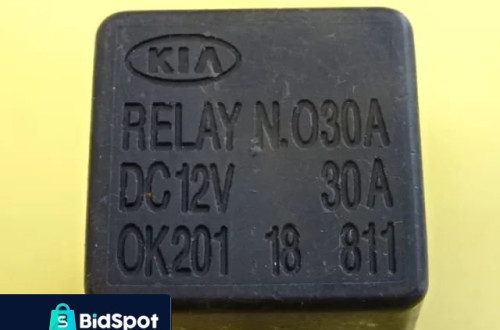 KIA
RELAY N.O30A
DC12V 30A
OK201 18 811
S
BidSpot